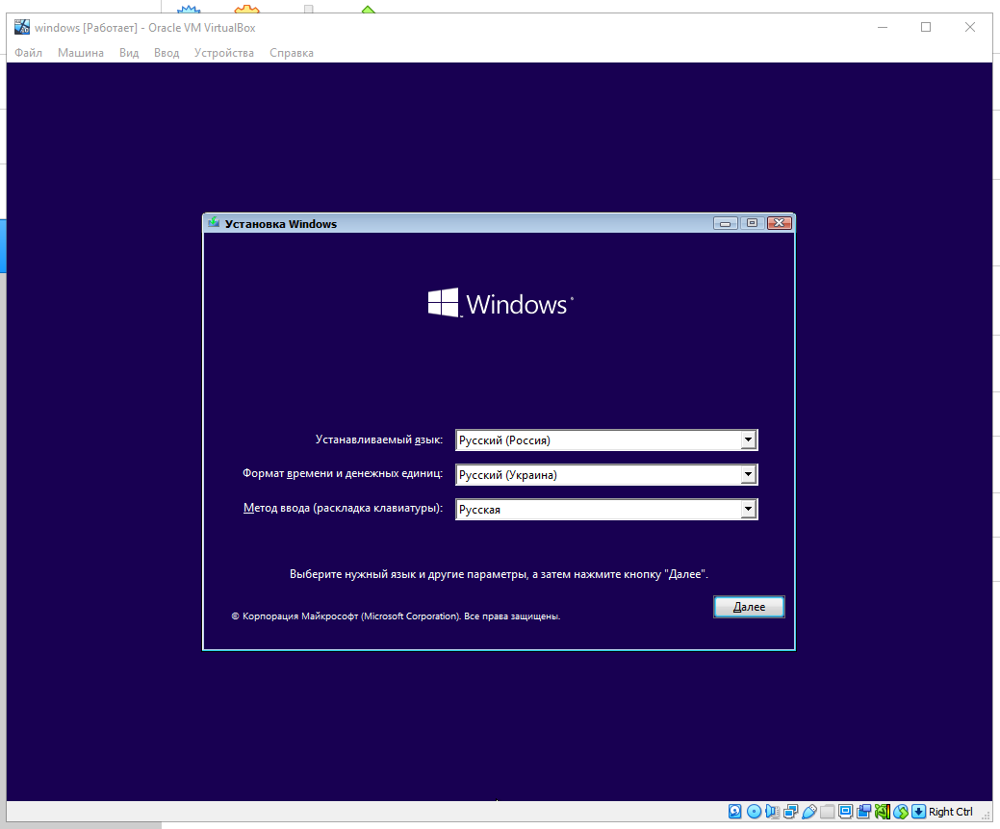 windows [Работает] - Oracle VM VirtualBox
Файл Машина Вид Ввод Устройства Справка
Установка Windows
Windows
Устанавливаемый язык: Русский (Россия)
Формат времени и денежных единиц: Русский (Украина)
Метод ввода (раскладка клавиатуры): Русская
Выберите нужный язык и другие параметры, а затем нажмите кнопку "Далее".
Далее
© Корпорация Майкрософт (Microsoft Corporation). Все права защищены.
Right Ctrl